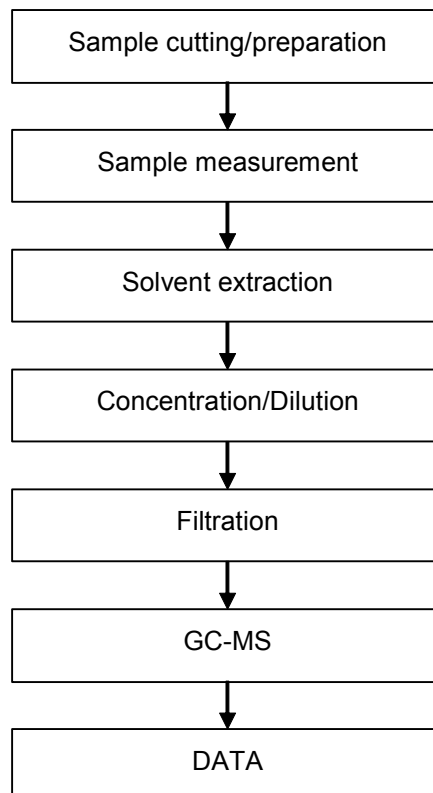 Sample cutting/preparation
Sample measurement
Solvent extraction
Concentration/Dilution
Filtration
GC-MS
DATA